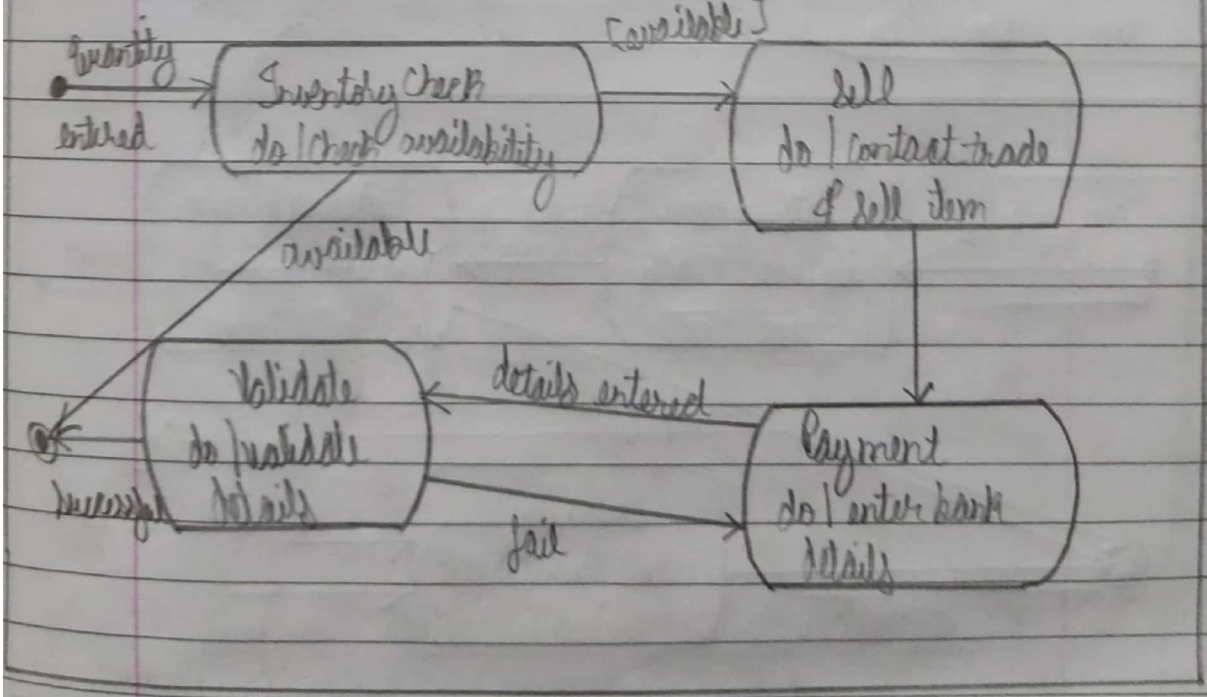 [available]
Quantity
entered
Inventory Check
do / Check availability
Sell
do / contact trade
& sell item
available
Validate
do / validate
details
details entered
Payment
do / enter bank
details
Successful
fail